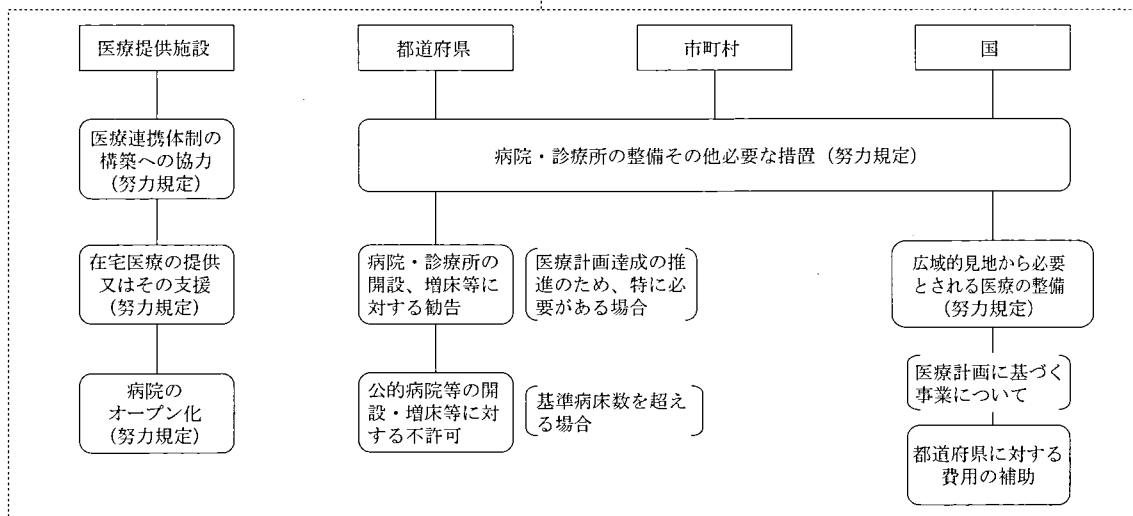 医療提供施設
都道府県
市町村
国
医療連携体制の
構築への協力
(努力規定)
病院・診療所の整備その他必要な措置(努力規定)
在宅医療の提供
又はその支援
(努力規定)
病院・診療所の
開設、増床等に
対する勧告
医療計画達成の推
進のため、特に必
要がある場合
広域的見地から必要
とされる医療の整備
(努力規定)
病院の
オープン化
(努力規定)
公的病院等の開
設・増床等に対
する不許可
基準病床数を超え
る場合
医療計画に基づく
事業について
都道府県に対する
費用の補助